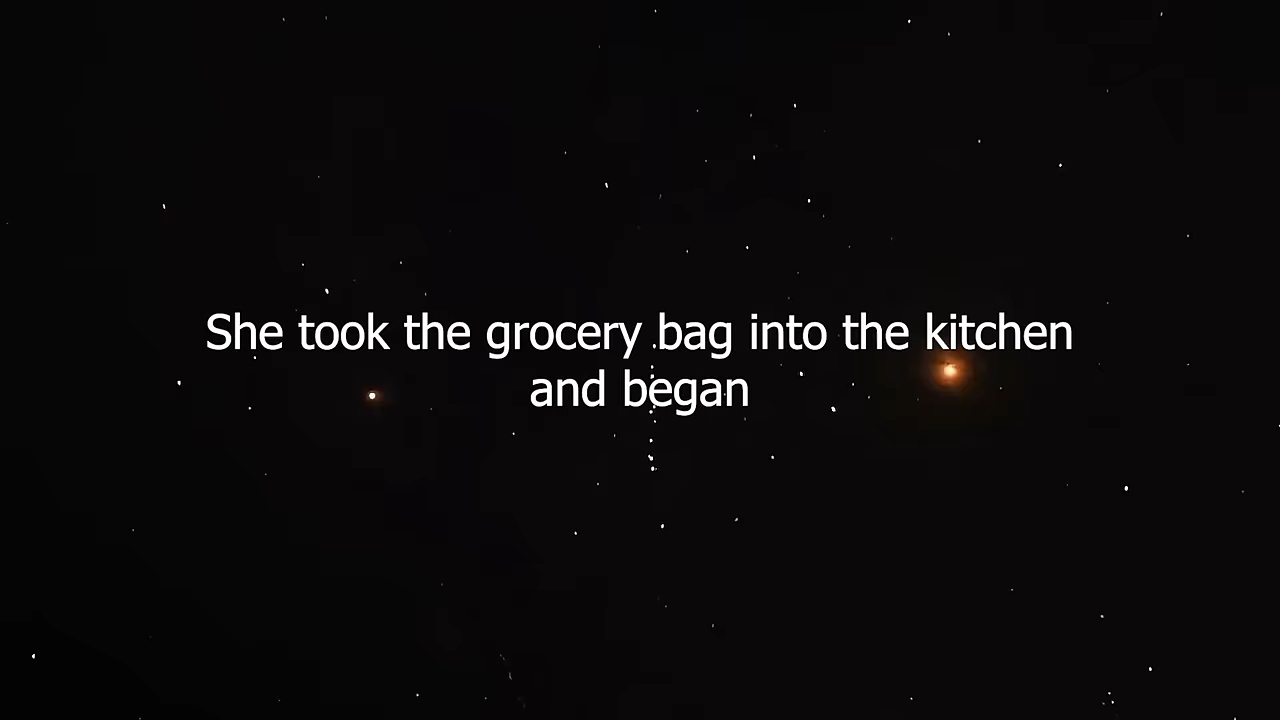 She took the grocery bag into the kitchen
and began